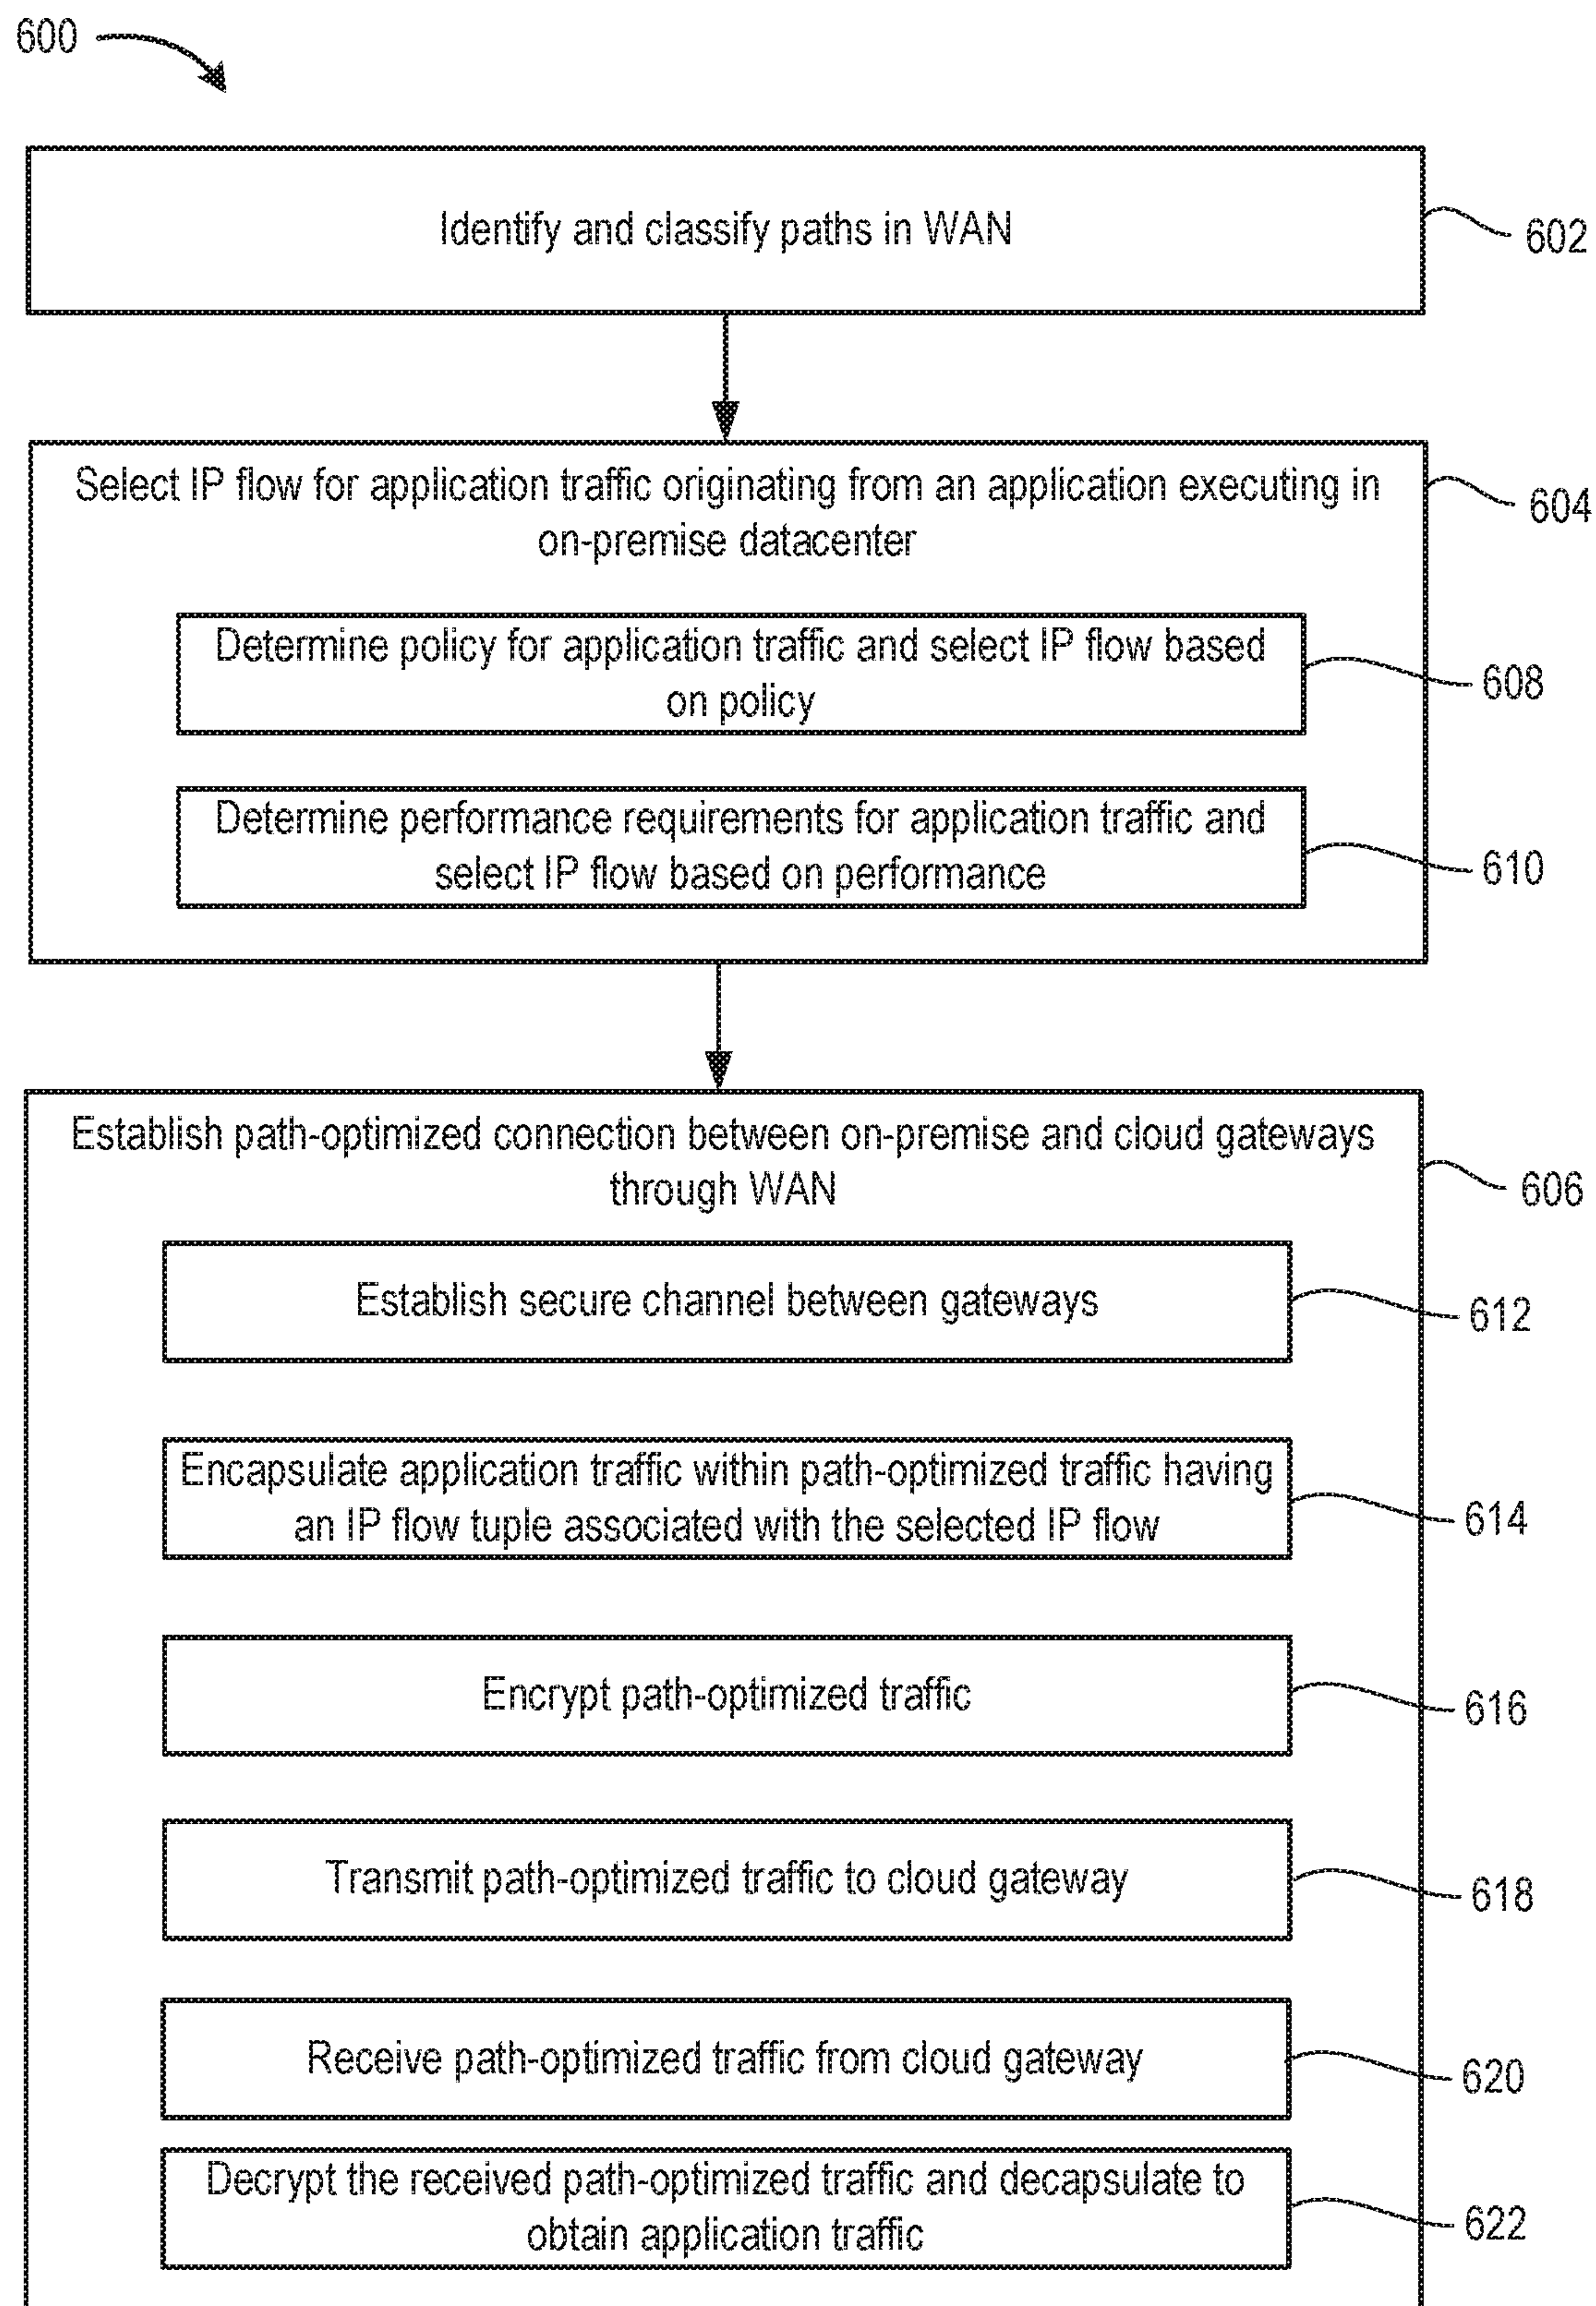 600
Identify and classify paths in WAN
602
Select IP flow for application traffic originating from an application executing in
on-premise datacenter
604
Determine policy for application traffic and select IP flow based
on policy
608
Determine performance requirements for application traffic and
select IP flow based on performance
610
Establish path-optimized connection between on-premise and cloud gateways
through WAN
606
Establish secure channel between gateways
612
Encapsulate application traffic within path-optimized traffic having
an IP flow tuple associated with the selected IP flow
614
Encrypt path-optimized traffic
616
Transmit path-optimized traffic to cloud gateway
618
Receive path-optimized traffic from cloud gateway
620
Decrypt the received path-optimized traffic and decapsulate to
obtain application traffic
622